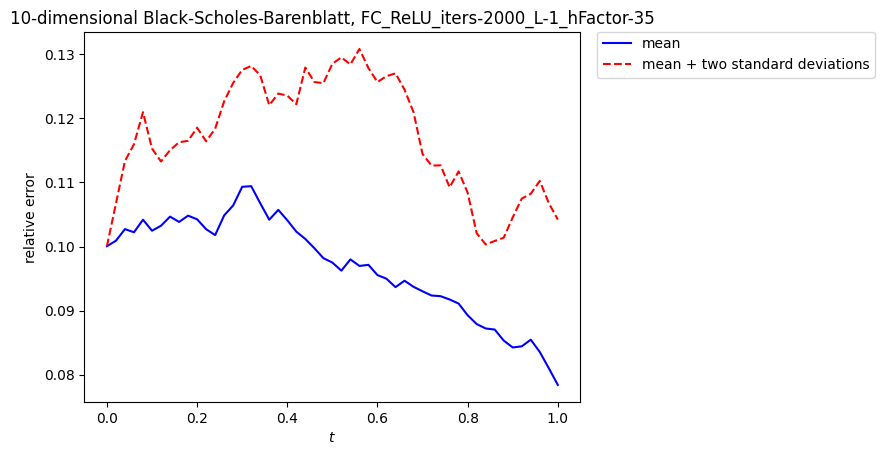 10-dimensional Black-Scholes-Barenblatt, FC_ReLU_iters-2000_L-1_hFactor-35
mean
mean + two standard deviations
relative error
0.13
0.12
0.11
0.10
0.09
0.08
0.0
0.2
0.4
0.6
0.8
1.0
t